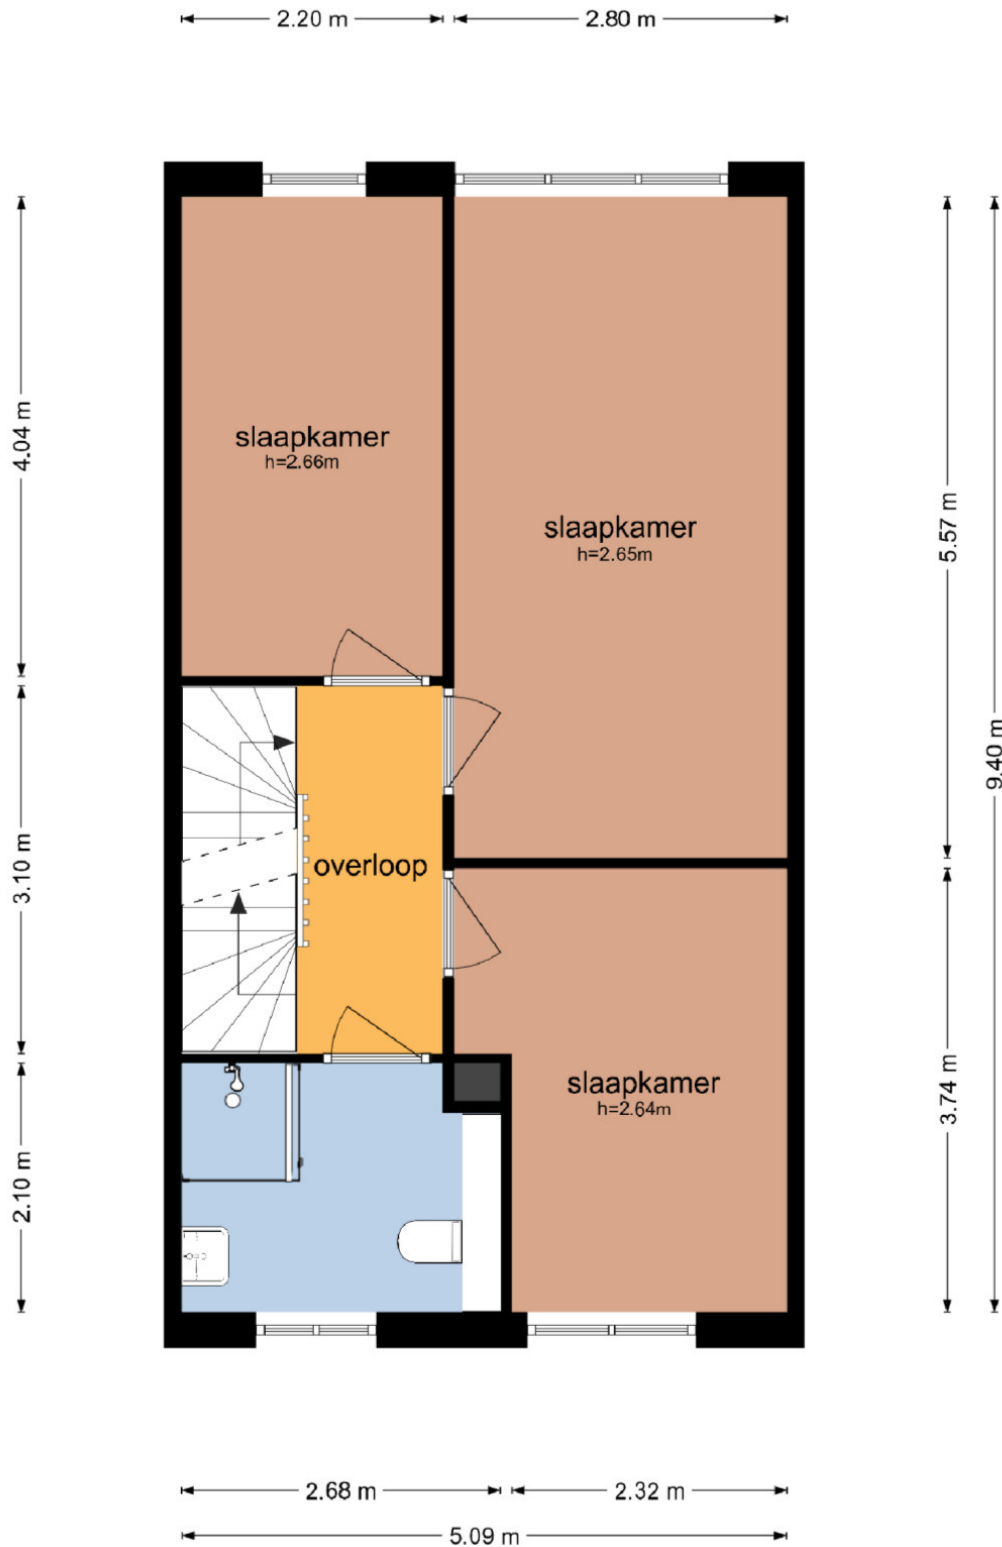 2.20 m
2.80 m
4.04 m
3.10 m
2.10 m
slaapkamer
h=2.66m
slaapkamer
h=2.65m
overloop
slaapkamer
h=2.64m
5.57 m
3.74 m
9.40 m
2.68 m
2.32 m
5.09 m